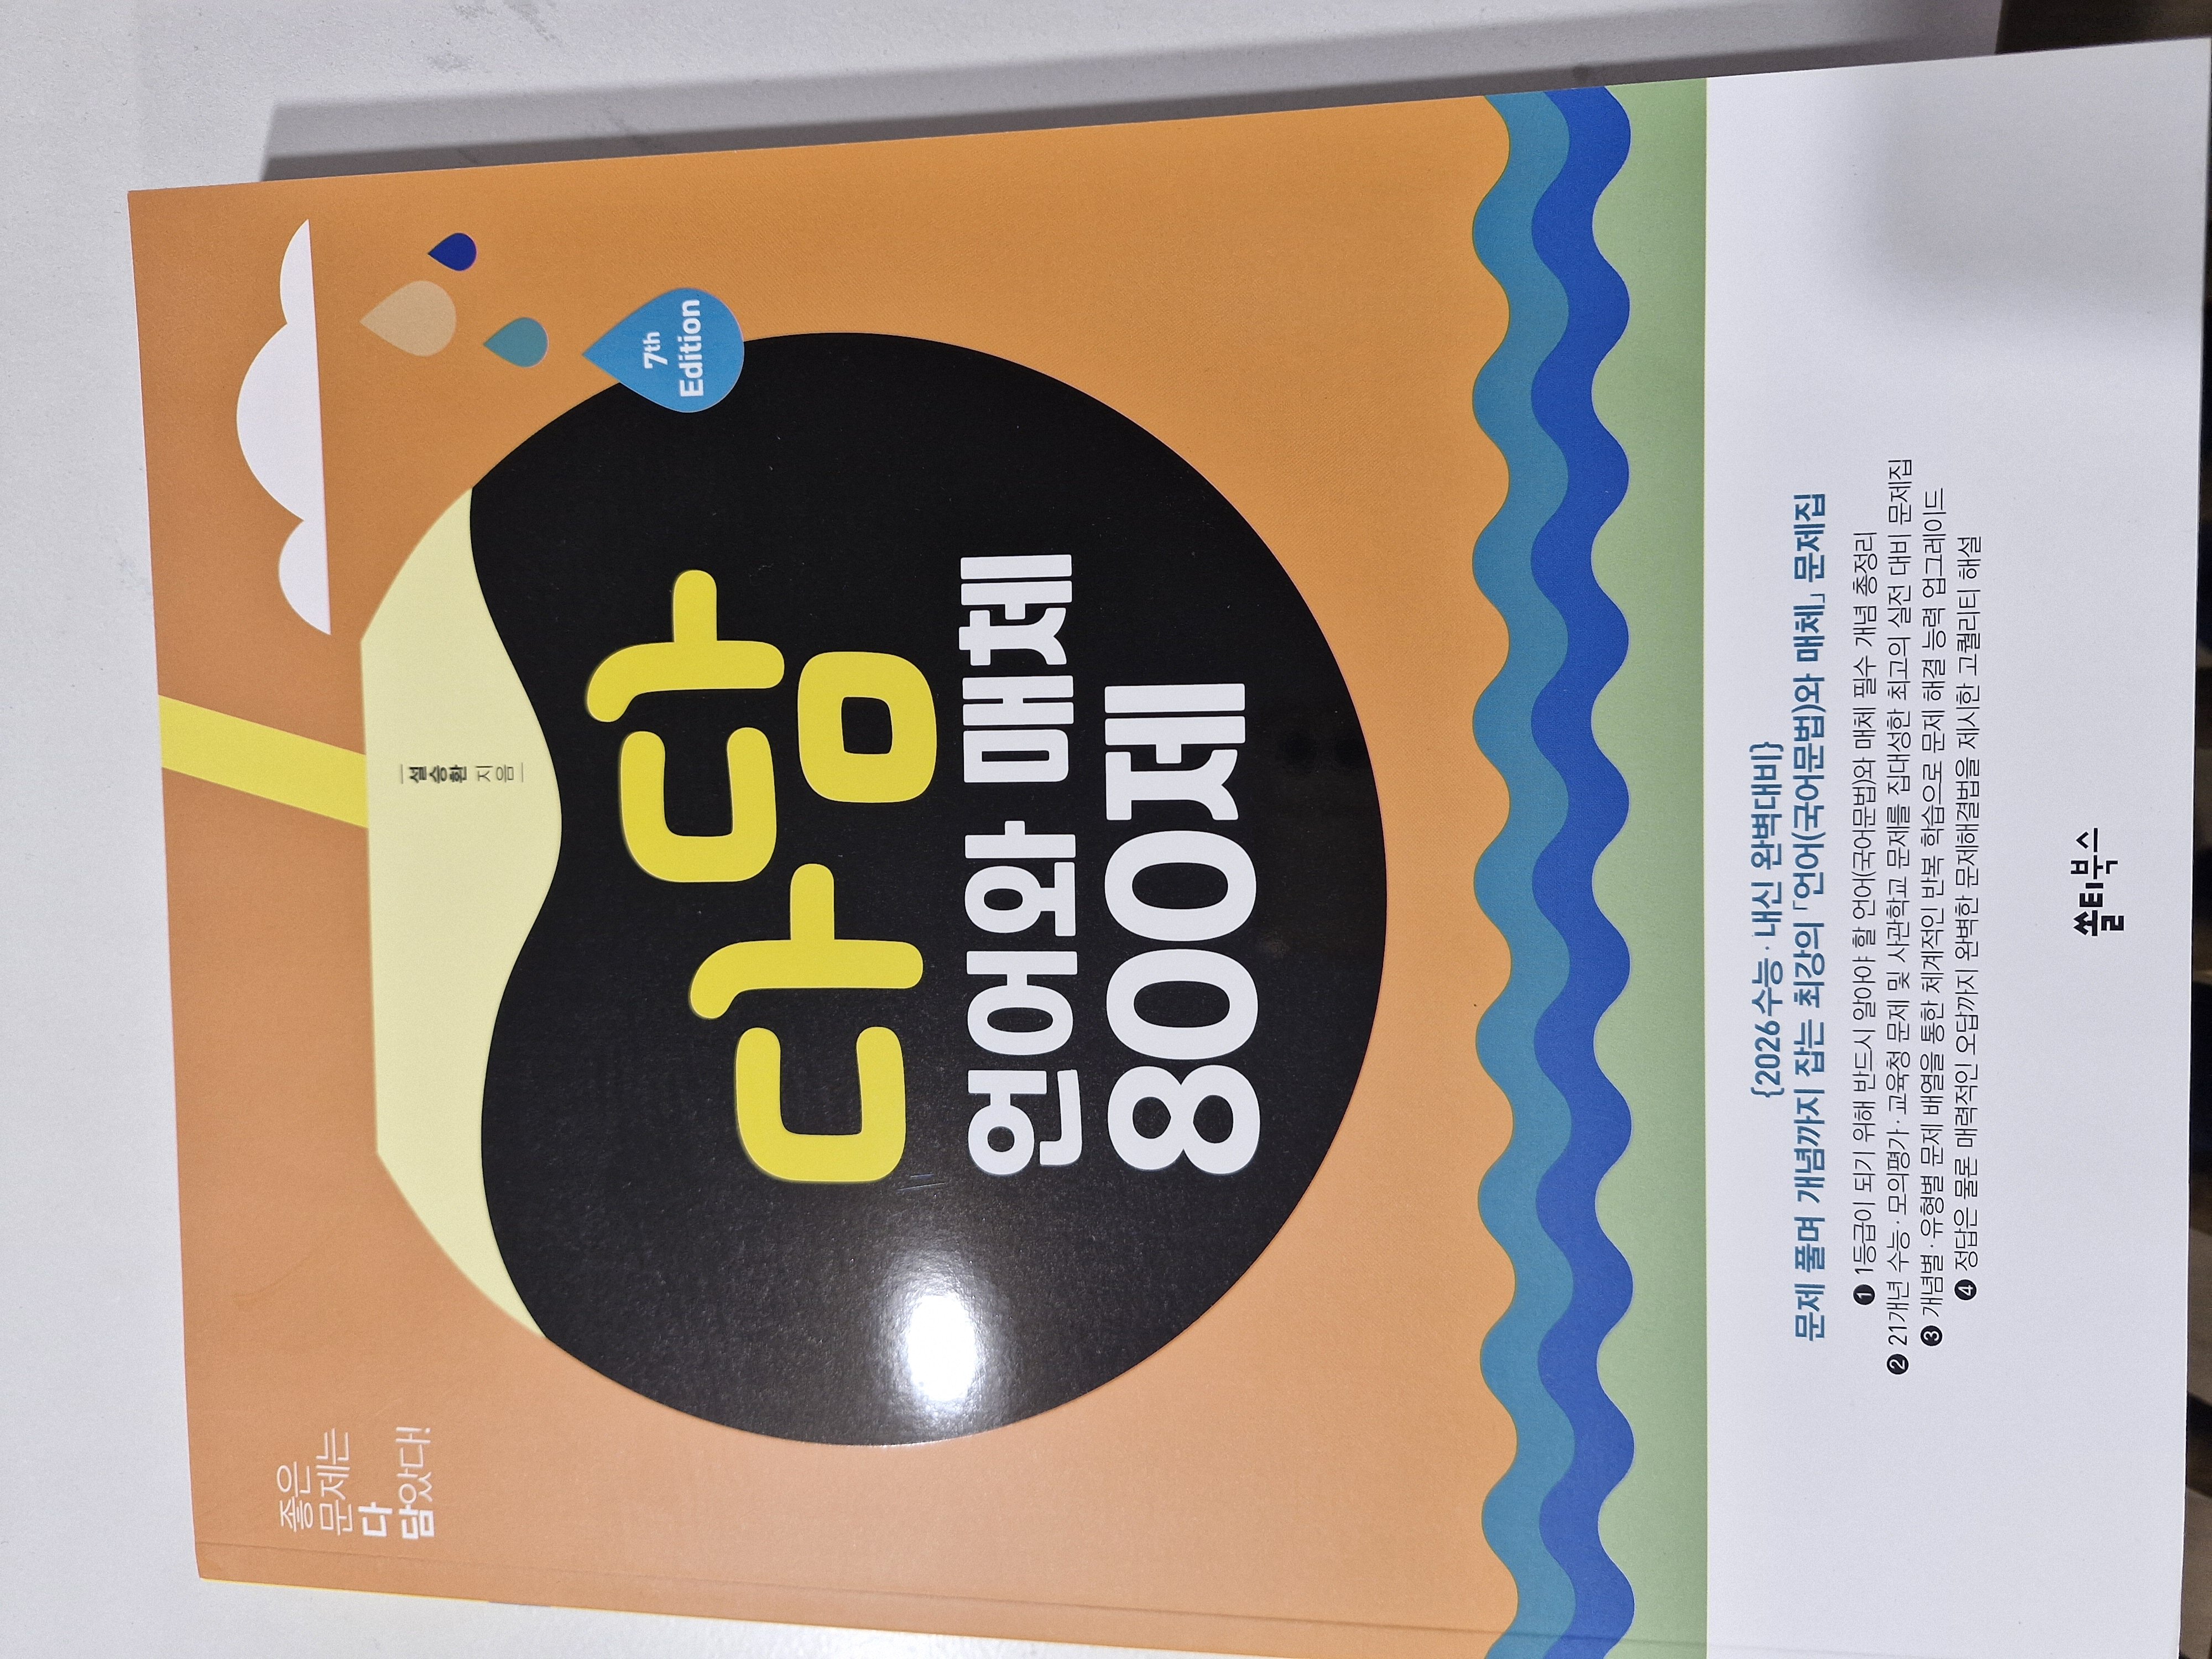 좋은
문제는
다
담았다!
설승환
지음
7th
Edition
다담
언어와 매체
800제
{2026수능·내신 완벽대비}
문제 풀며 개념까지 잡는 최강의 「언어(국어문법)와 매체」 문제집
❶ 1등급이 되기 위해 반드시 알아야 할 언어(국어문법)와 매체 필수 개념 총정리
❷ 21개년 수능·모의평가·교육청 문제 및 사관학교 문제를 집대성한 최고의 실전 대비 문제집
❸ 개념별·유형별 문제 배열을 통한 체계적인 반복 학습으로 문제 해결 능력 업그레이드
❹ 정답은 물론 매력적인 오답까지 완벽한 문제해결법을 제시한 고퀄리티 해설
쏠티북스